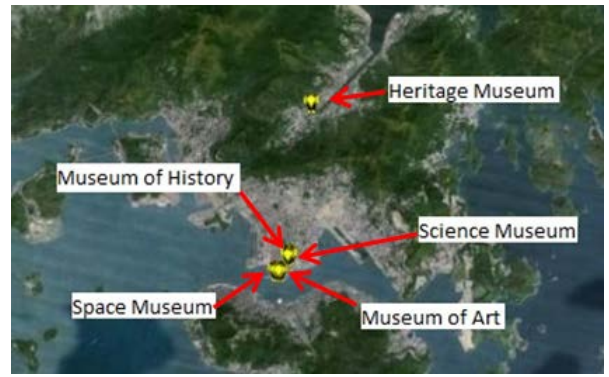 Heritage Museum
Museum of History
Science Museum
Space Museum
Museum of Art